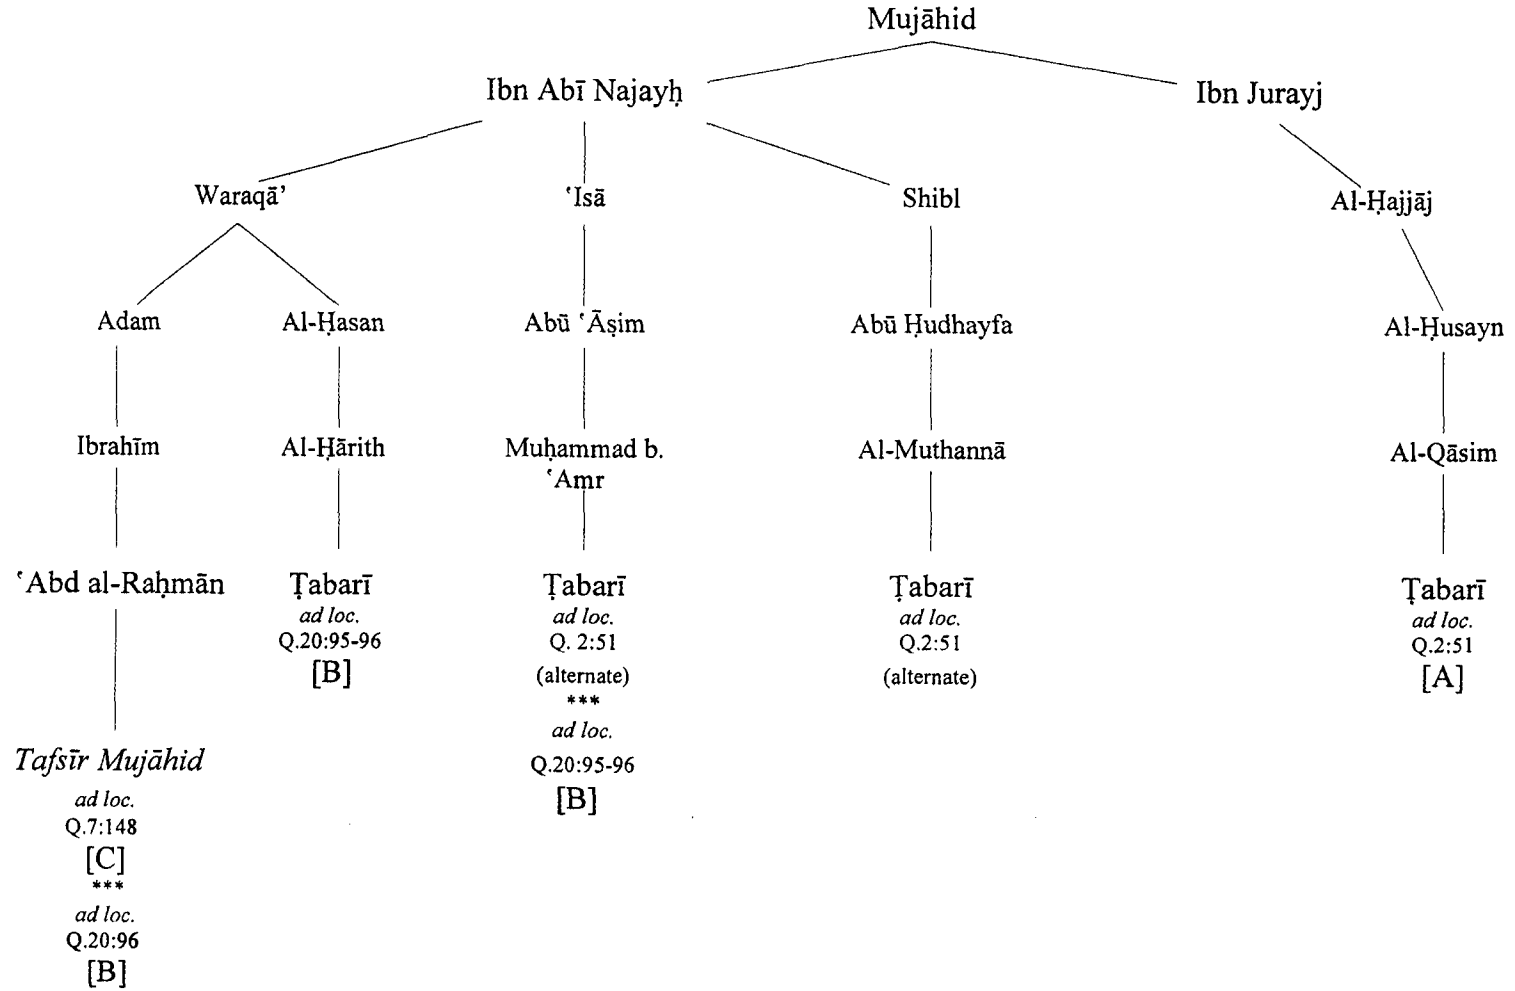 Mujāhid
Ibn Abī Najayḥ
Ibn Jurayj
Waraqā’
‘Isā
Shibl
Al-Ḥajjāj
Adam
Al-Ḥasan
Abū ‘Āṣim
Abū Ḥudhayfa
Al-Ḥusayn
Ibrahīm
Al-Ḥārith
Muḥammad b.
‘Amr
Al-Muthannā
Al-Qāsim
‘Abd al-Raḥmān
Ṭabarī
ad loc.
Q.20:95-96
[B]
Ṭabarī
ad loc.
Q. 2:51
(alternate)
***
ad loc.
Q.20:95-96
[B]
Ṭabarī
ad loc.
Q.2:51
(alternate)
Ṭabarī
ad loc.
Q.2:51
[A]
Tafsīr Mujāhid
ad loc.
Q.7:148
[C]
***
ad loc.
Q.20:96
[B]